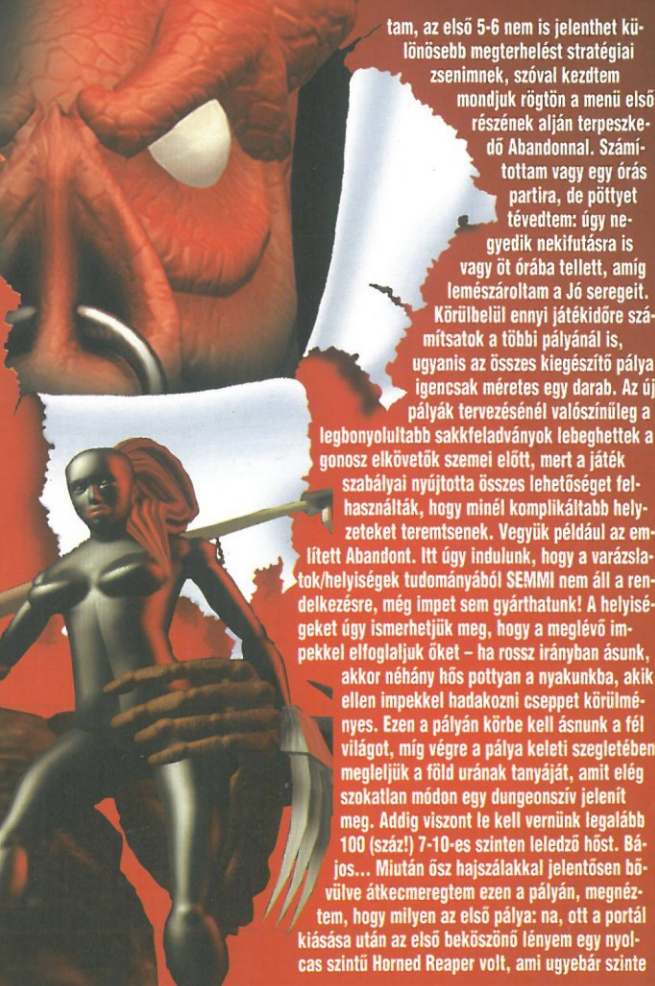 tam, az első 5-6 nem is jelenthet kü-
lönösebb megterhelést stratégiai
zsenimnek, szóval kezdtem
mondjuk rögtön a menü első
részének alján terpeszke-
dő Abandonnal. Számí-
tottam vagy egy órás
partira, de pöttyet
tévedtem: úgy ne-
gyedik nekifutásra is
vagy öt órába tellett, amíg
lemészároltam a Jó seregeit.
Körülbelül ennyi játékidőre szá-
mítsatok a többi pályánál is,
ugyanis az összes kiegészítő pálya
igencsak méretes egy darab. Az új
pályák tervezésénél valószínűleg a
legbonyolultabb sakkfeladványok lebeghettek a
gonosz elkövetők szemei előtt, mert a játék
szabályai nyújtotta összes lehetőséget fel-
használták, hogy minél komplikáltabb hely-
zeteket teremtsenek. Vegyük például az em-
lített Abandont. Itt úgy indulunk, hogy a varázsla-
tok/helyiségek tudományából SEMMI nem áll a ren-
delkezésre, még impet sem gyárthatunk! A helyisé-
geket úgy ismerhetjük meg, hogy a meglévő im-
pekkel elfoglaljuk őket – ha rossz irányban ásunk,
akkor néhány hős pottyan a nyakunkba, akik
ellen impekkel hadakozni cseppet körülmé-
nyes. Ezen a pályán körbe kell ásnunk a fél
világot, míg végre a pálya keleti szegletében
megleljük a föld urának tanyáját, amit elég
szokatlan módon egy dungeonszív jelenít
meg. Addig viszont le kell vernünk legalább
100 (száz!) 7-10-es szinten leledző hőst. Bá-
jos... Miután ősz hajszálakkal jelentősen bő-
vülve átkecmeregtem ezen a pályán, megnéz-
tem, hogy milyen az első pálya: na, ott a portál
kiásása után az első beköszönő lényem egy nyol-
cas szintű Horned Reaper volt, ami ugyebár szinte